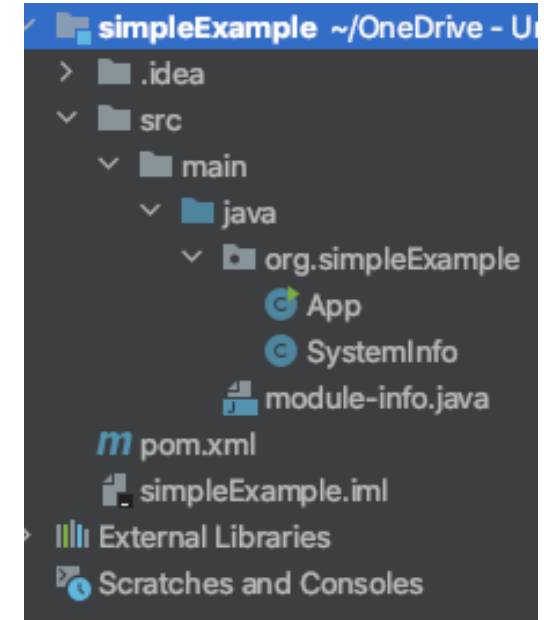 simpleExample ~/OneDrive -
.idea
src
main
java
org.simpleExample
App
SystemInfo
module-info.java
pom.xml
simpleExample.iml
External Libraries
Scratches and Consoles